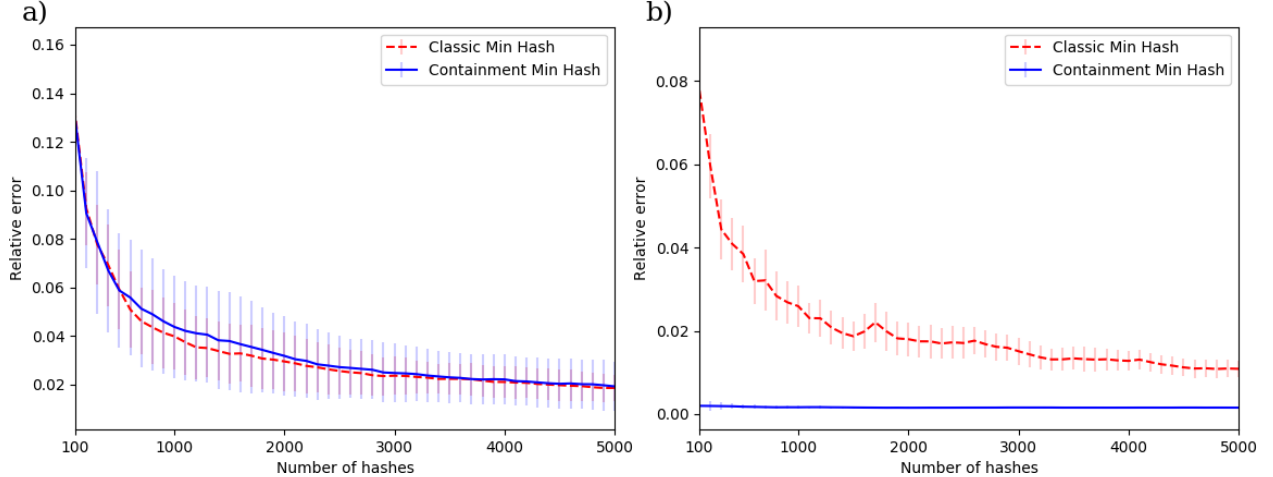 a)
Relative error
0.16
0.14
0.12
0.10
0.08
0.06
0.04
0.02
Classic Min Hash
Containment Min Hash
100 1000 2000 3000 4000 5000
Number of hashes
b)
Relative error
0.08
0.06
0.04
0.02
0.00
Classic Min Hash
Containment Min Hash
100 1000 2000 3000 4000 5000
Number of hashes